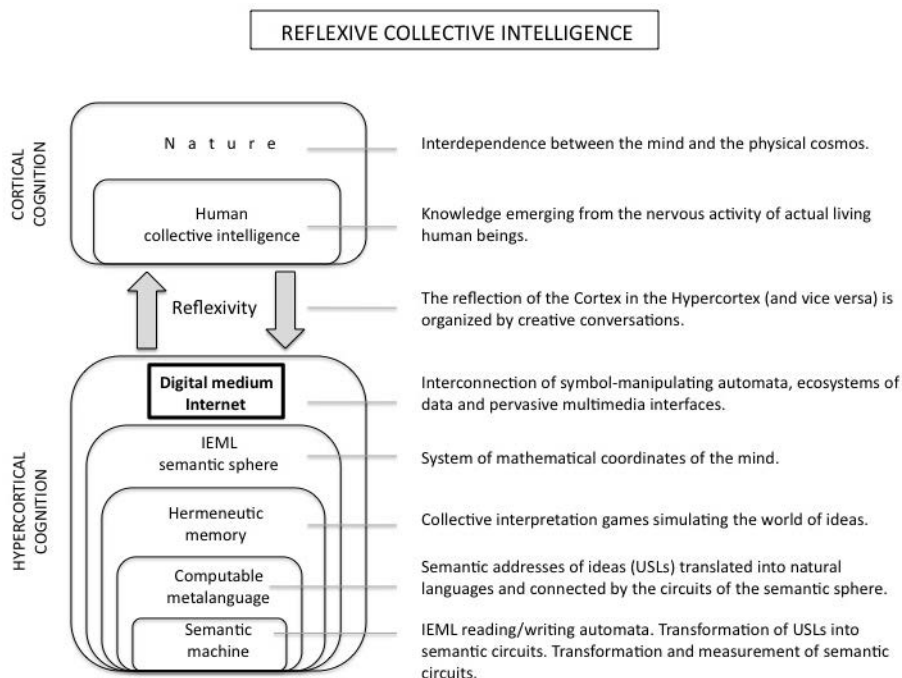 REFLEXIVE COLLECTIVE INTELLIGENCE
CORTICAL
COGNITION
N a t u r e
Interdependence between the mind and the physical cosmos.
Human
collective intelligence
Knowledge emerging from the nervous activity of actual living
human beings.
Reflexivity
The reflection of the Cortex in the Hypercortex (and vice versa) is
organized by creative conversations.
HYPERCORTICAL
COGNITION
Digital medium
Internet
Interconnection of symbol-manipulating automata, ecosystems of
data and pervasive multimedia interfaces.
IEML
semantic sphere
System of mathematical coordinates of the mind.
Hermeneutic
memory
Collective interpretation games simulating the world of ideas.
Computable
metalanguage
Semantic addresses of ideas (USLs) translated into natural
languages and connected by the circuits of the semantic sphere.
Semantic
machine
IEML reading/writing automata. Transformation of USLs into
semantic circuits. Transformation and measurement of semantic
circuits.